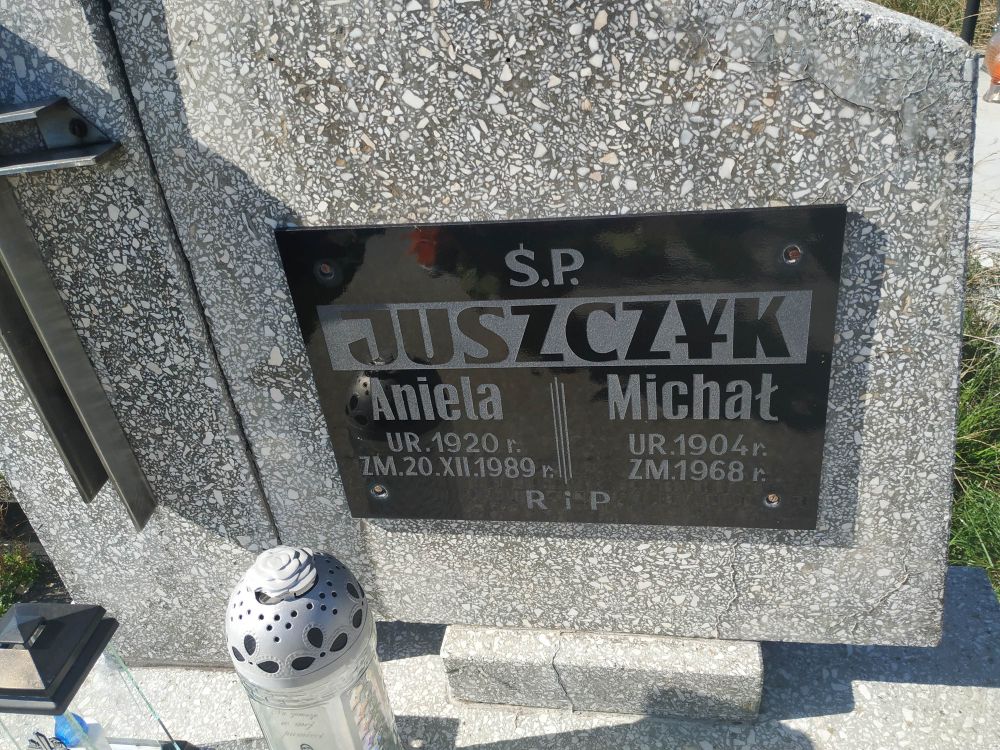 Ś.P.
JUSZCZYK
Aniela
UR.1920 r.
ZM.20.XII.1989 r.
Michał
UR.1904 r.
ZM.1968 r.
R i P